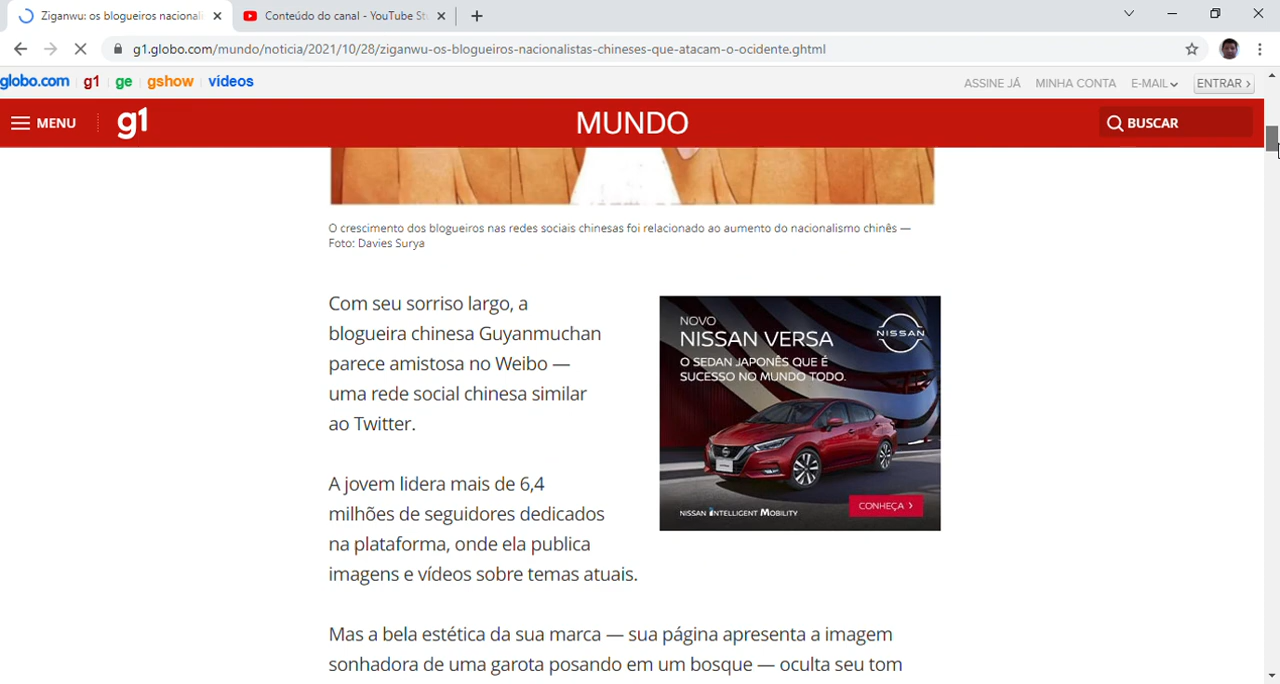 Ziganwu: os blogueiros nacionali
Conteúdo do canal - YouTube St
g1.globo.com/mundo/noticia/2021/10/28/ziganwu-os-blogueiros-nacionalistas-chineses-que-atacam-o-ocidente.ghtml
globo.com g1 ge gshow vídeos
ASSINE JÁ MINHA CONTA E-MAIL ENTRAR ›
MENU g1 MUNDO BUSCAR
O crescimento dos blogueiros nas redes sociais chinesas foi relacionado ao aumento do nacionalismo chinês —
Foto: Davies Surya
Com seu sorriso largo, a
blogueira chinesa Guyanmuchan
parece amistosa no Weibo —
uma rede social chinesa similar
ao Twitter.
A jovem lidera mais de 6,4
milhões de seguidores dedicados
na plataforma, onde ela publica
imagens e vídeos sobre temas atuais.
NOVO
NISSAN VERSA
O SEDAN JAPONÊS QUE É
SUCESSO NO MUNDO TODO.
NISSAN
CONHEÇA ›
NISSAN INTELLIGENT MOBILITY
Mas a bela estética da sua marca — sua página apresenta a imagem
sonhadora de uma garota posando em um bosque — oculta seu tom